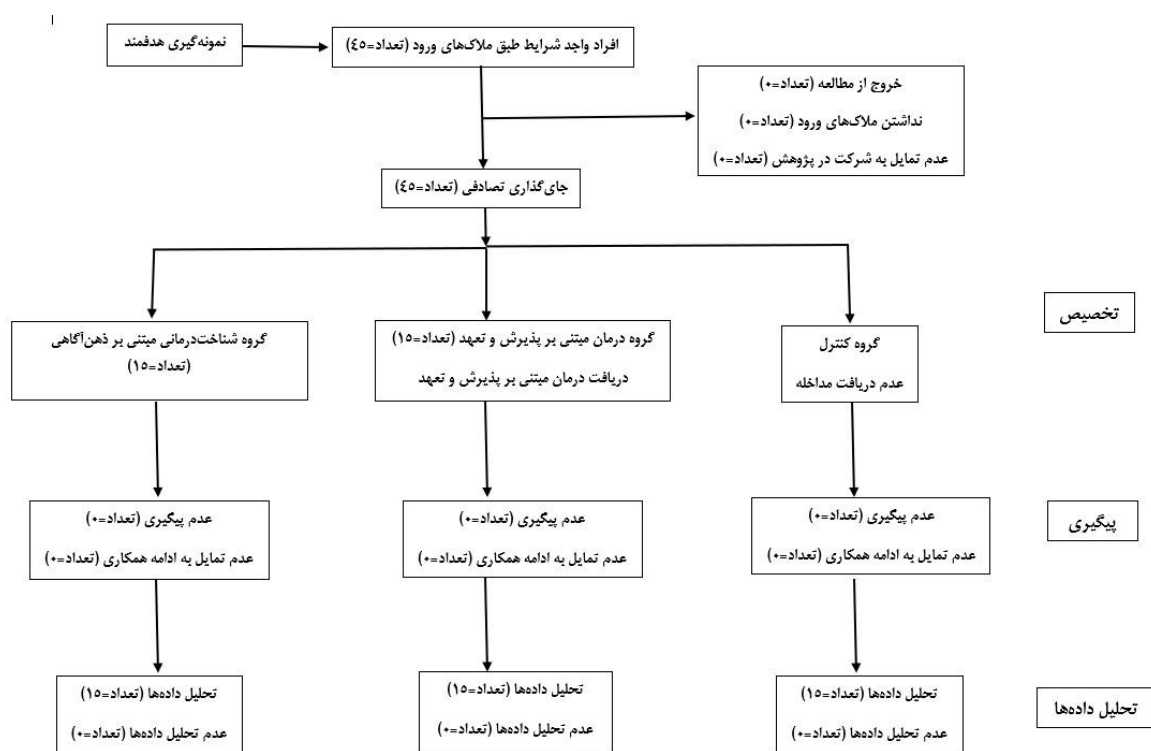 نمونه‌گیری هدفمند
افراد واجد شرایط طبق ملاک‌های ورود (تعداد=٤٥)
خروج از مطالعه (تعداد=٠)
نداشتن ملاک‌های ورود (تعداد=٠)
عدم تمایل به شرکت در پژوهش (تعداد=٠)
جای‌گذاری تصادفی (تعداد=٤٥)
تخصیص
گروه کنترل
عدم دریافت مداخله
گروه درمان مبتنی بر پذیرش و تعهد (تعداد=١٥)
دریافت درمان مبتنی بر پذیرش و تعهد
گروه شناخت‌درمانی مبتنی بر ذهن‌آگاهی
(تعداد=١٥)
پیگیری
عدم پیگیری (تعداد=٠)
عدم تمایل به ادامه همکاری (تعداد=٠)
عدم پیگیری (تعداد=٠)
عدم تمایل به ادامه همکاری (تعداد=٠)
عدم پیگیری (تعداد=٠)
عدم تمایل به ادامه همکاری (تعداد=٠)
تحلیل داده‌ها
تحلیل داده‌ها (تعداد=١٥)
عدم تحلیل داده‌ها (تعداد=٠)
تحلیل داده‌ها (تعداد=١٥)
عدم تحلیل داده‌ها (تعداد=٠)
تحلیل داده‌ها (تعداد=١٥)
عدم تحلیل داده‌ها (تعداد=٠)